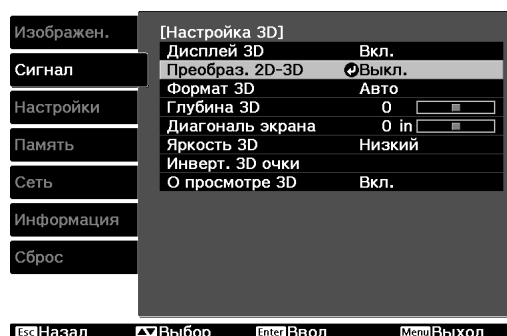 Изображен.
Сигнал
Настройки
Память
Сеть
Информация
Сброс
[Настройка 3D]
Дисплей 3D Вкл.
Преобраз. 2D-3D Выкл.
Формат 3D Авто
Глубина 3D 0
Диагональ экрана 0 in
Яркость 3D Низкий
Инверт. 3D очки
О просмотре 3D Вкл.
Esc Назад Выбор Enter Ввод Menu Выход